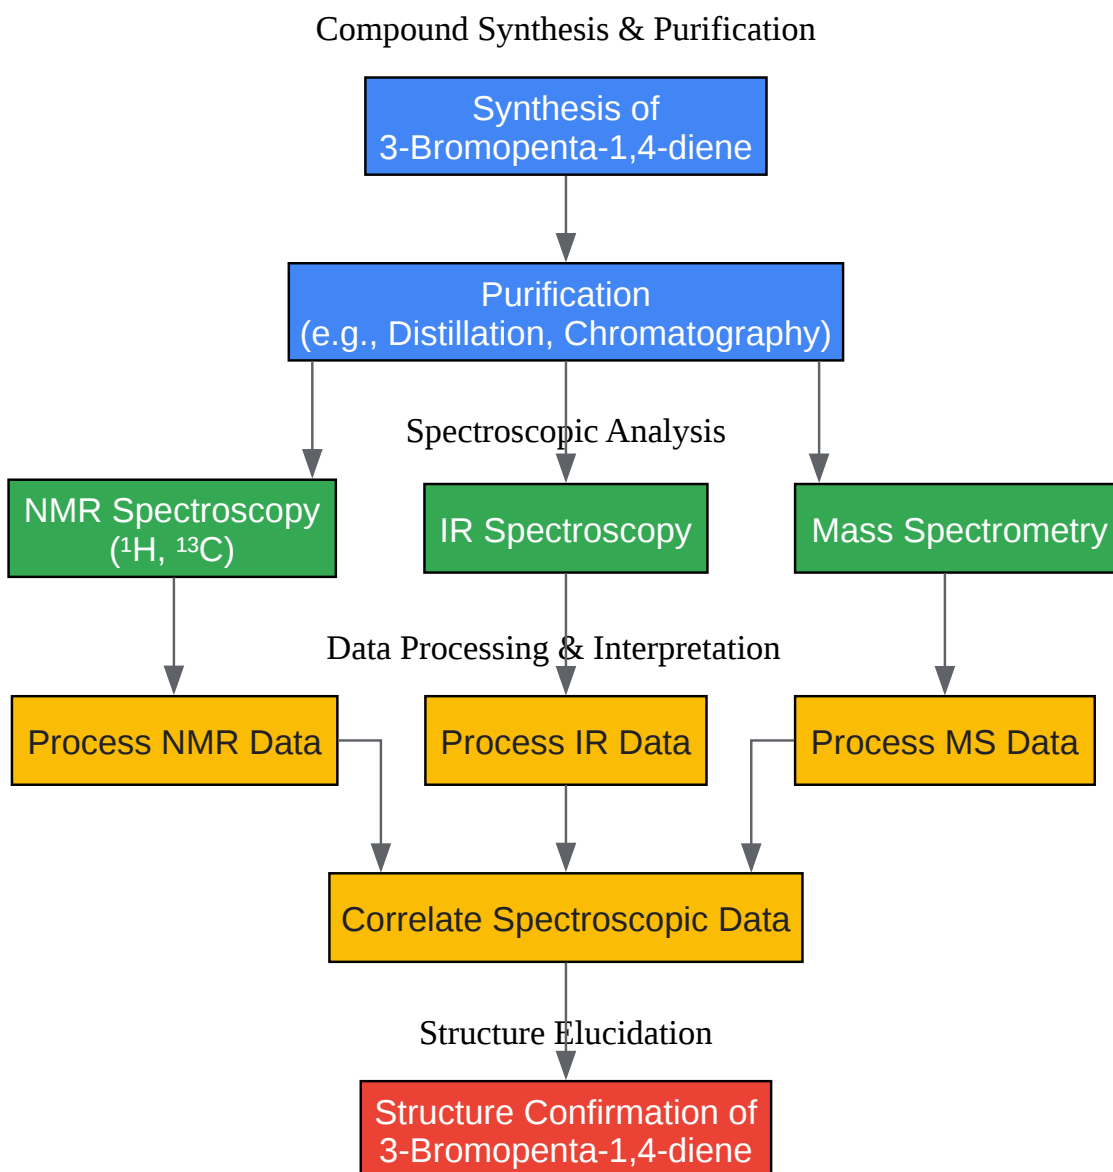 Compound Synthesis & Purification
Synthesis of
3-Bromopenta-1,4-diene
Purification
(e.g., Distillation, Chromatography)
Spectroscopic Analysis
NMR Spectroscopy
(¹H, ¹³C)
IR Spectroscopy
Mass Spectrometry
Data Processing & Interpretation
Process NMR Data
Process IR Data
Process MS Data
Correlate Spectroscopic Data
Structure Elucidation
Structure Confirmation of
3-Bromopenta-1,4-diene